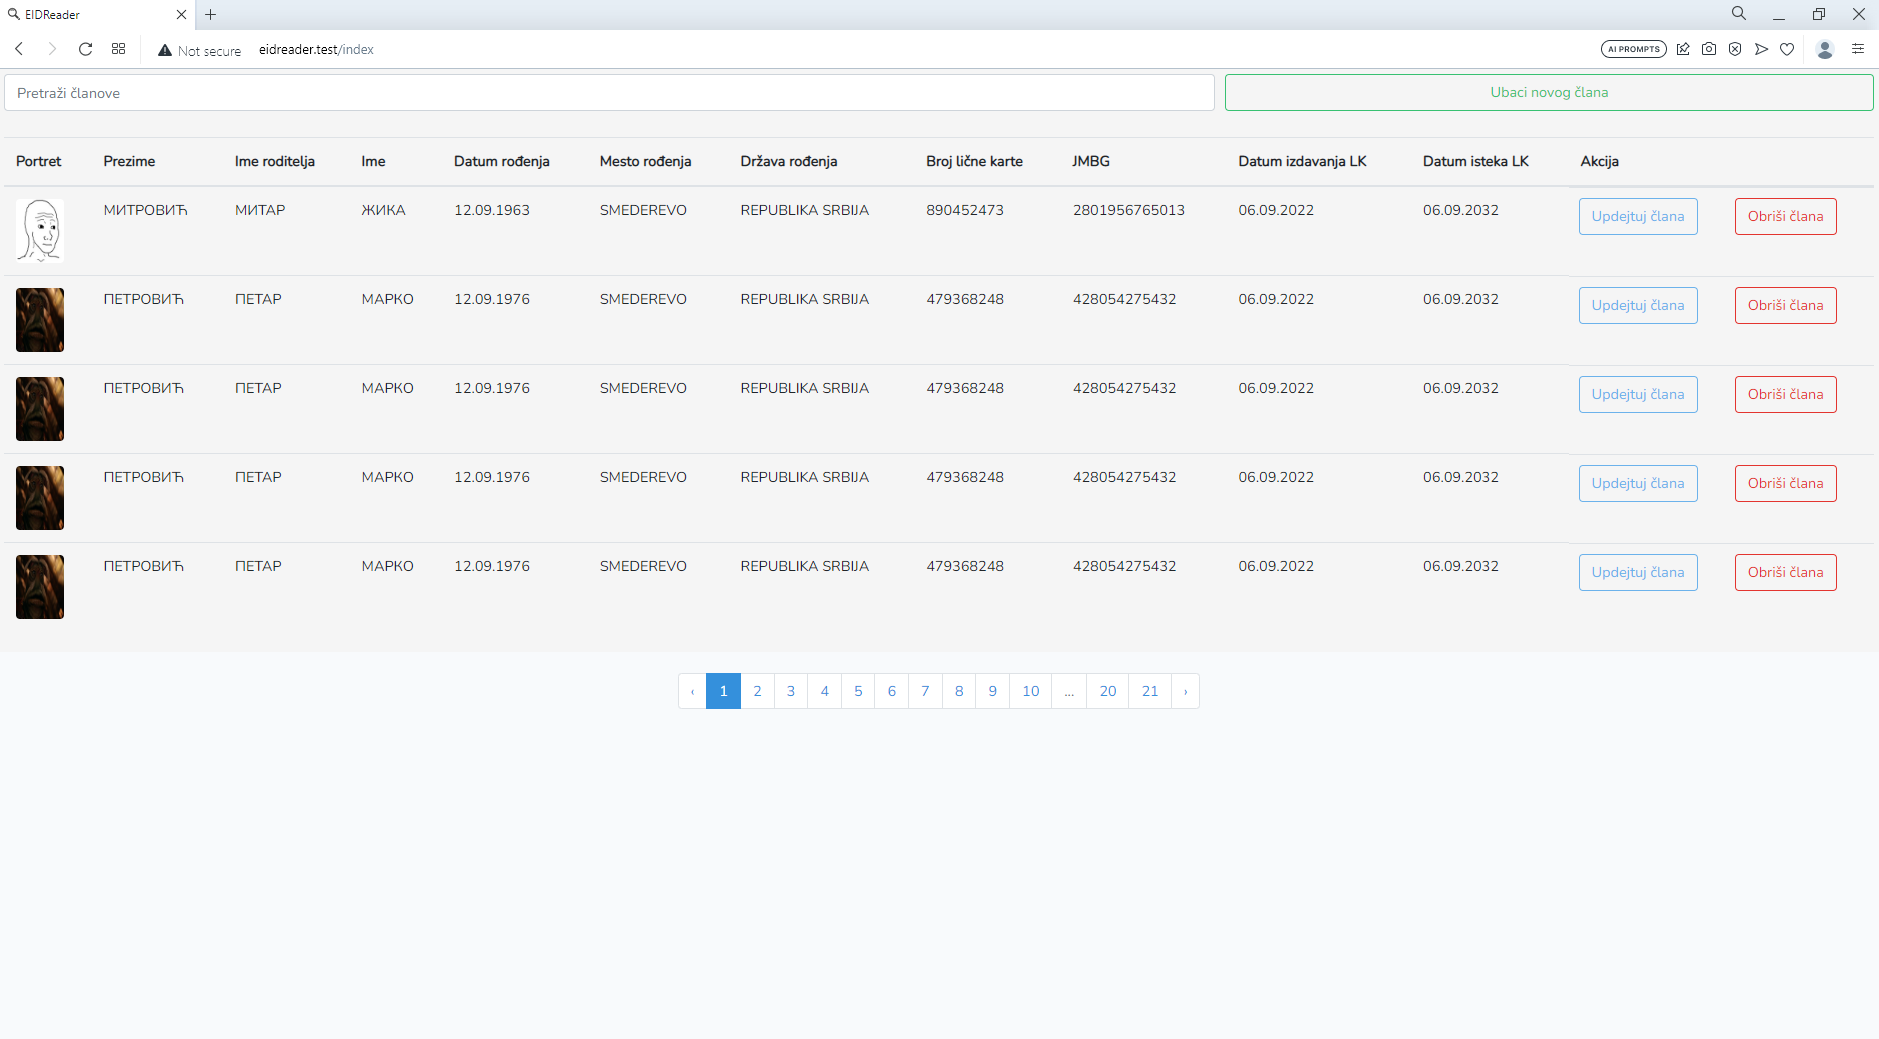 EIDReader
Not secure eidreader.test/index AI PROMPTS
Pretraži članove Ubaci novog člana
Portret Prezime Ime roditelja Ime Datum rođenja Mesto rođenja Država rođenja Broj lične karte JMBG Datum izdavanja LK Datum isteka LK Akcija
МИТРОВИЋ МИТАР ЖИКА 12.09.1963 SMEDEREVO REPUBLIKA SRBIJA 890452473 2801956765013 06.09.2022 06.09.2032 Updejtuj člana Obriši člana
ПЕТРОВИЋ ПЕТАР МАРКО 12.09.1976 SMEDEREVO REPUBLIKA SRBIJA 479368248 428054275432 06.09.2022 06.09.2032 Updejtuj člana Obriši člana
ПЕТРОВИЋ ПЕТАР МАРКО 12.09.1976 SMEDEREVO REPUBLIKA SRBIJA 479368248 428054275432 06.09.2022 06.09.2032 Updejtuj člana Obriši člana
ПЕТРОВИЋ ПЕТАР МАРКО 12.09.1976 SMEDEREVO REPUBLIKA SRBIJA 479368248 428054275432 06.09.2022 06.09.2032 Updejtuj člana Obriši člana
ПЕТРОВИЋ ПЕТАР МАРКО 12.09.1976 SMEDEREVO REPUBLIKA SRBIJA 479368248 428054275432 06.09.2022 06.09.2032 Updejtuj člana Obriši člana
‹ 1 2 3 4 5 6 7 8 9 10 ... 20 21 ›